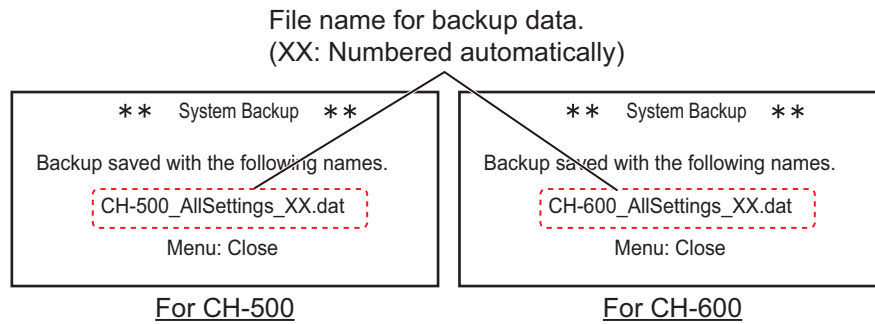 File name for backup data.
(XX: Numbered automatically)
** System Backup **
Backup saved with the following names.
CH-500_AllSettings_XX.dat
Menu: Close
For CH-500
** System Backup **
Backup saved with the following names.
CH-600_AllSettings_XX.dat
Menu: Close
For CH-600